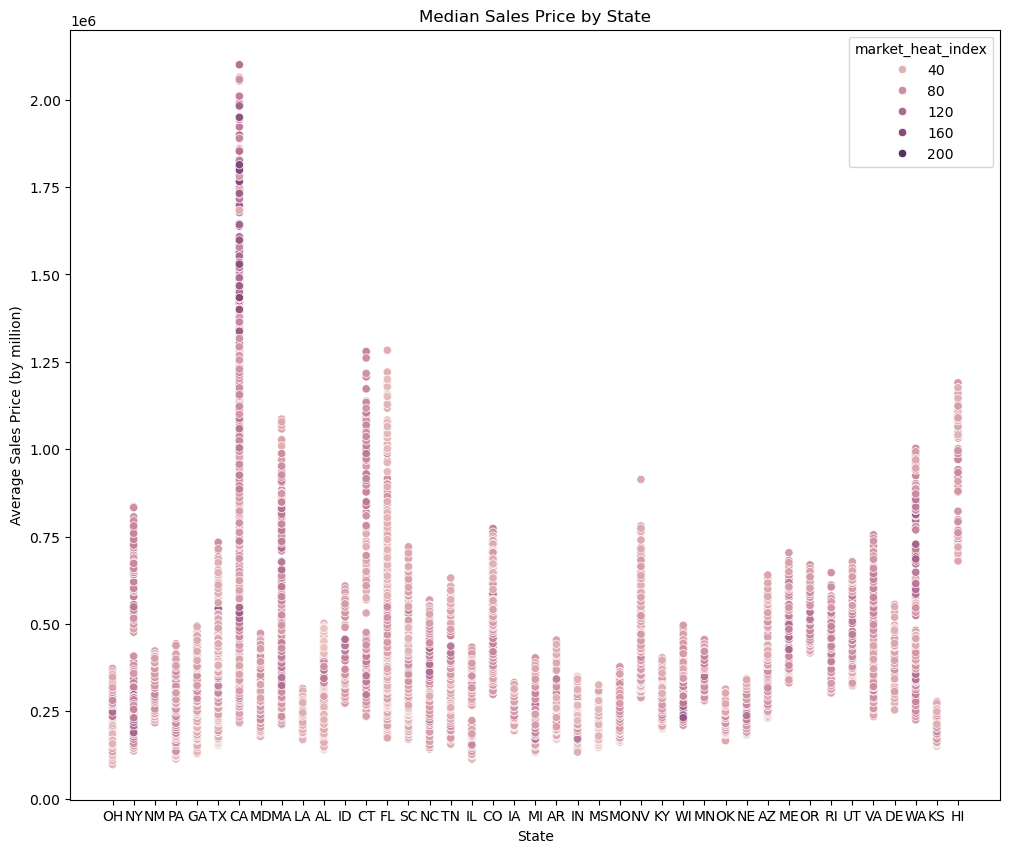 Median Sales Price by State
1e6
market_heat_index
40
80
120
160
200
2.00
1.75
1.50
1.25
1.00
0.75
0.50
0.25
0.00
Average Sales Price (by million)
OH NY NM PA GA TX CA MD MA LA AL ID CT FL SC NC TN IL CO IA MI AR IN MS MO NV KY WI MN OK NE AZ ME OR RI UT VA DE WA KS HI
State